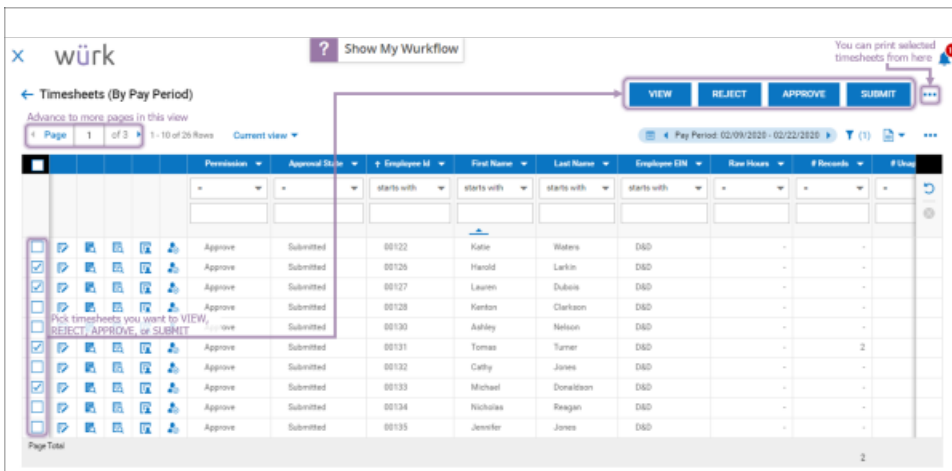 ? Show My Wurkflow
You can print selected
timesheets from here
würk
← Timesheets (By Pay Period)
VIEW REJECT APPROVE SUBMIT
Advance to more pages in this view
Page 1 of 3 1-10 of 26 Rows Current view
Pay Period: 02/09/2020 - 02/22/2020 (1)
Permission Approval State ↑ Employee Id First Name Last Name Employee EIN Raw Hours # Records # Unap
= = starts with starts with starts with starts with = = =
Approve Submitted 00122 Katie Waters D&D - -
Approve Submitted 00126 Harold Larkin D&D - -
Approve Submitted 00127 Lauren Dubois D&D - -
Approve Submitted 00128 Kenton Clarkson D&D - -
Pick timesheets you want to VIEW,
REJECT, APPROVE, or SUBMIT
Submitted 00130 Ashley Nelson D&D - -
Approve Submitted 00131 Tomas Turner D&D - 2
Approve Submitted 00132 Cathy Jones D&D - -
Approve Submitted 00133 Michael Donaldson D&D - -
Approve Submitted 00134 Nicholas Reagan D&D - -
Approve Submitted 00135 Jennifer Jones D&D - -
Page Total
2